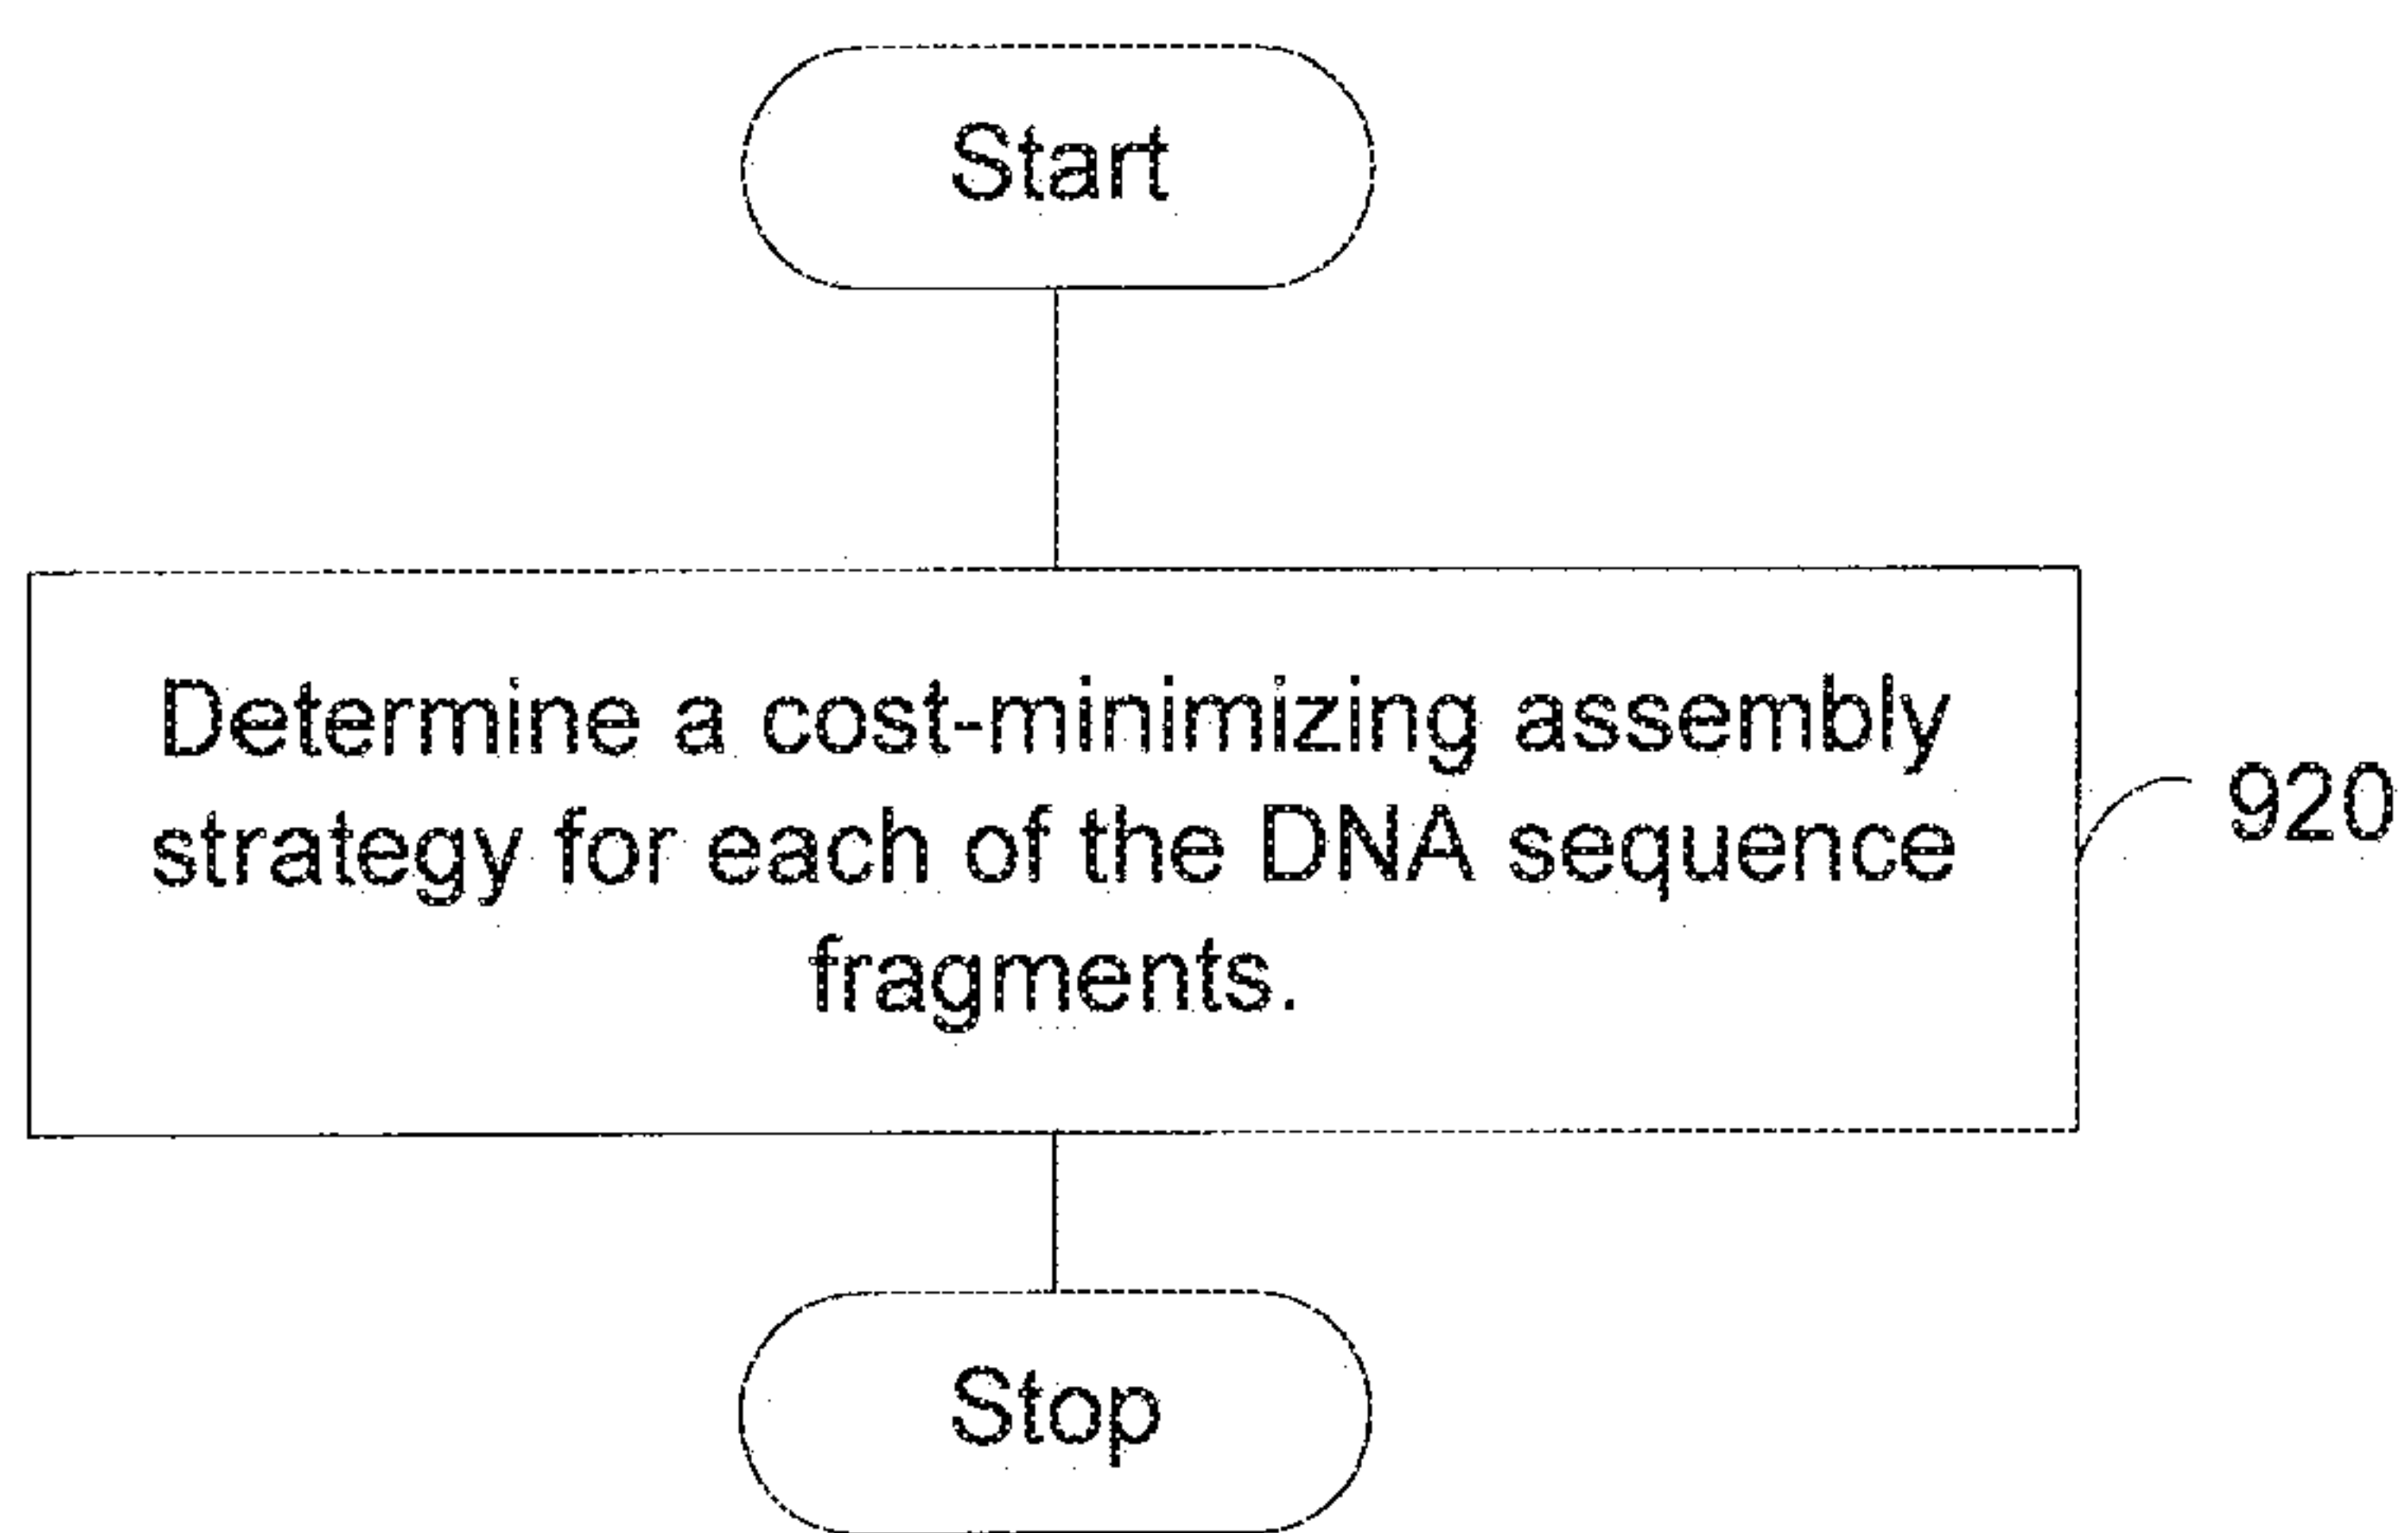 Start
Determine a cost-minimizing assembly
strategy for each of the DNA sequence
fragments.
920
Stop